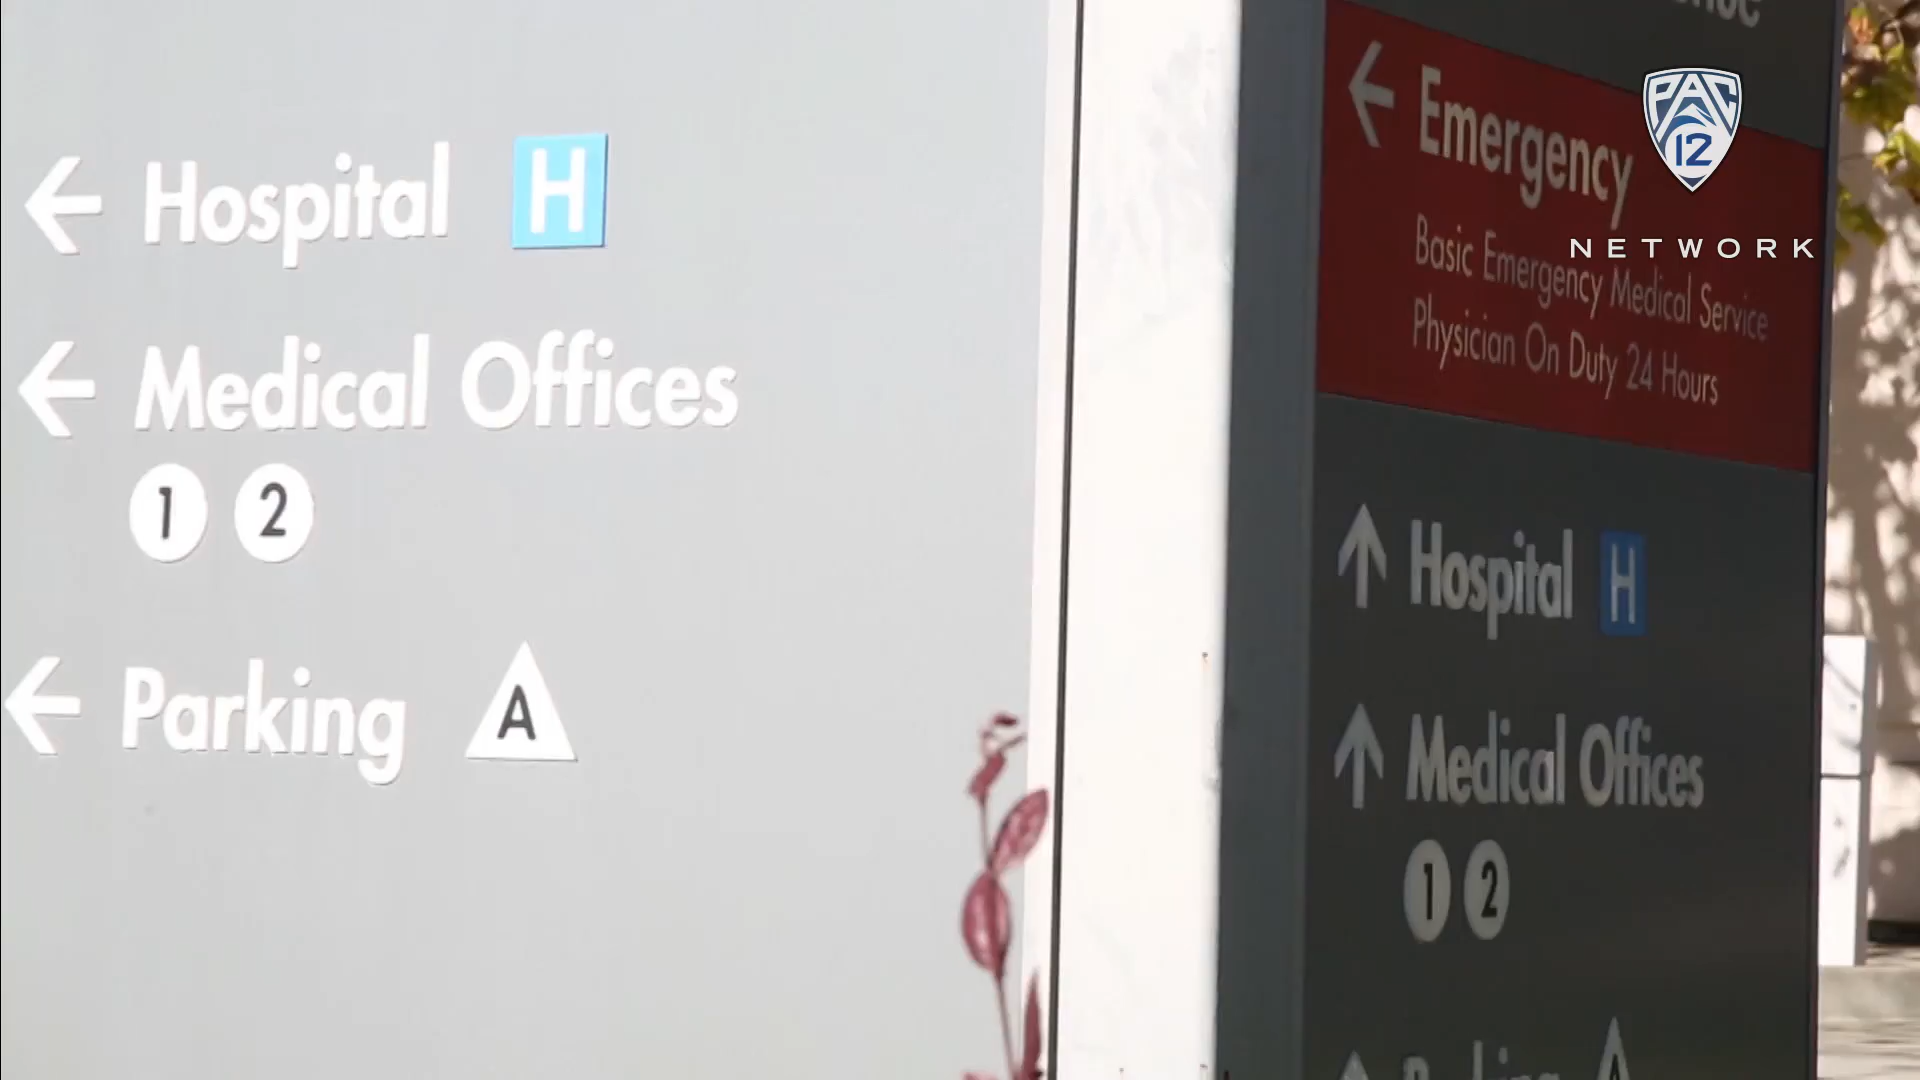 Hospital H
Medical Offices
1 2
Parking A
Emergency
Basic Emergency Medical Service
Physician On Duty 24 Hours
Hospital H
Medical Offices
1 2
Parking A
PAC
12
NETWORK